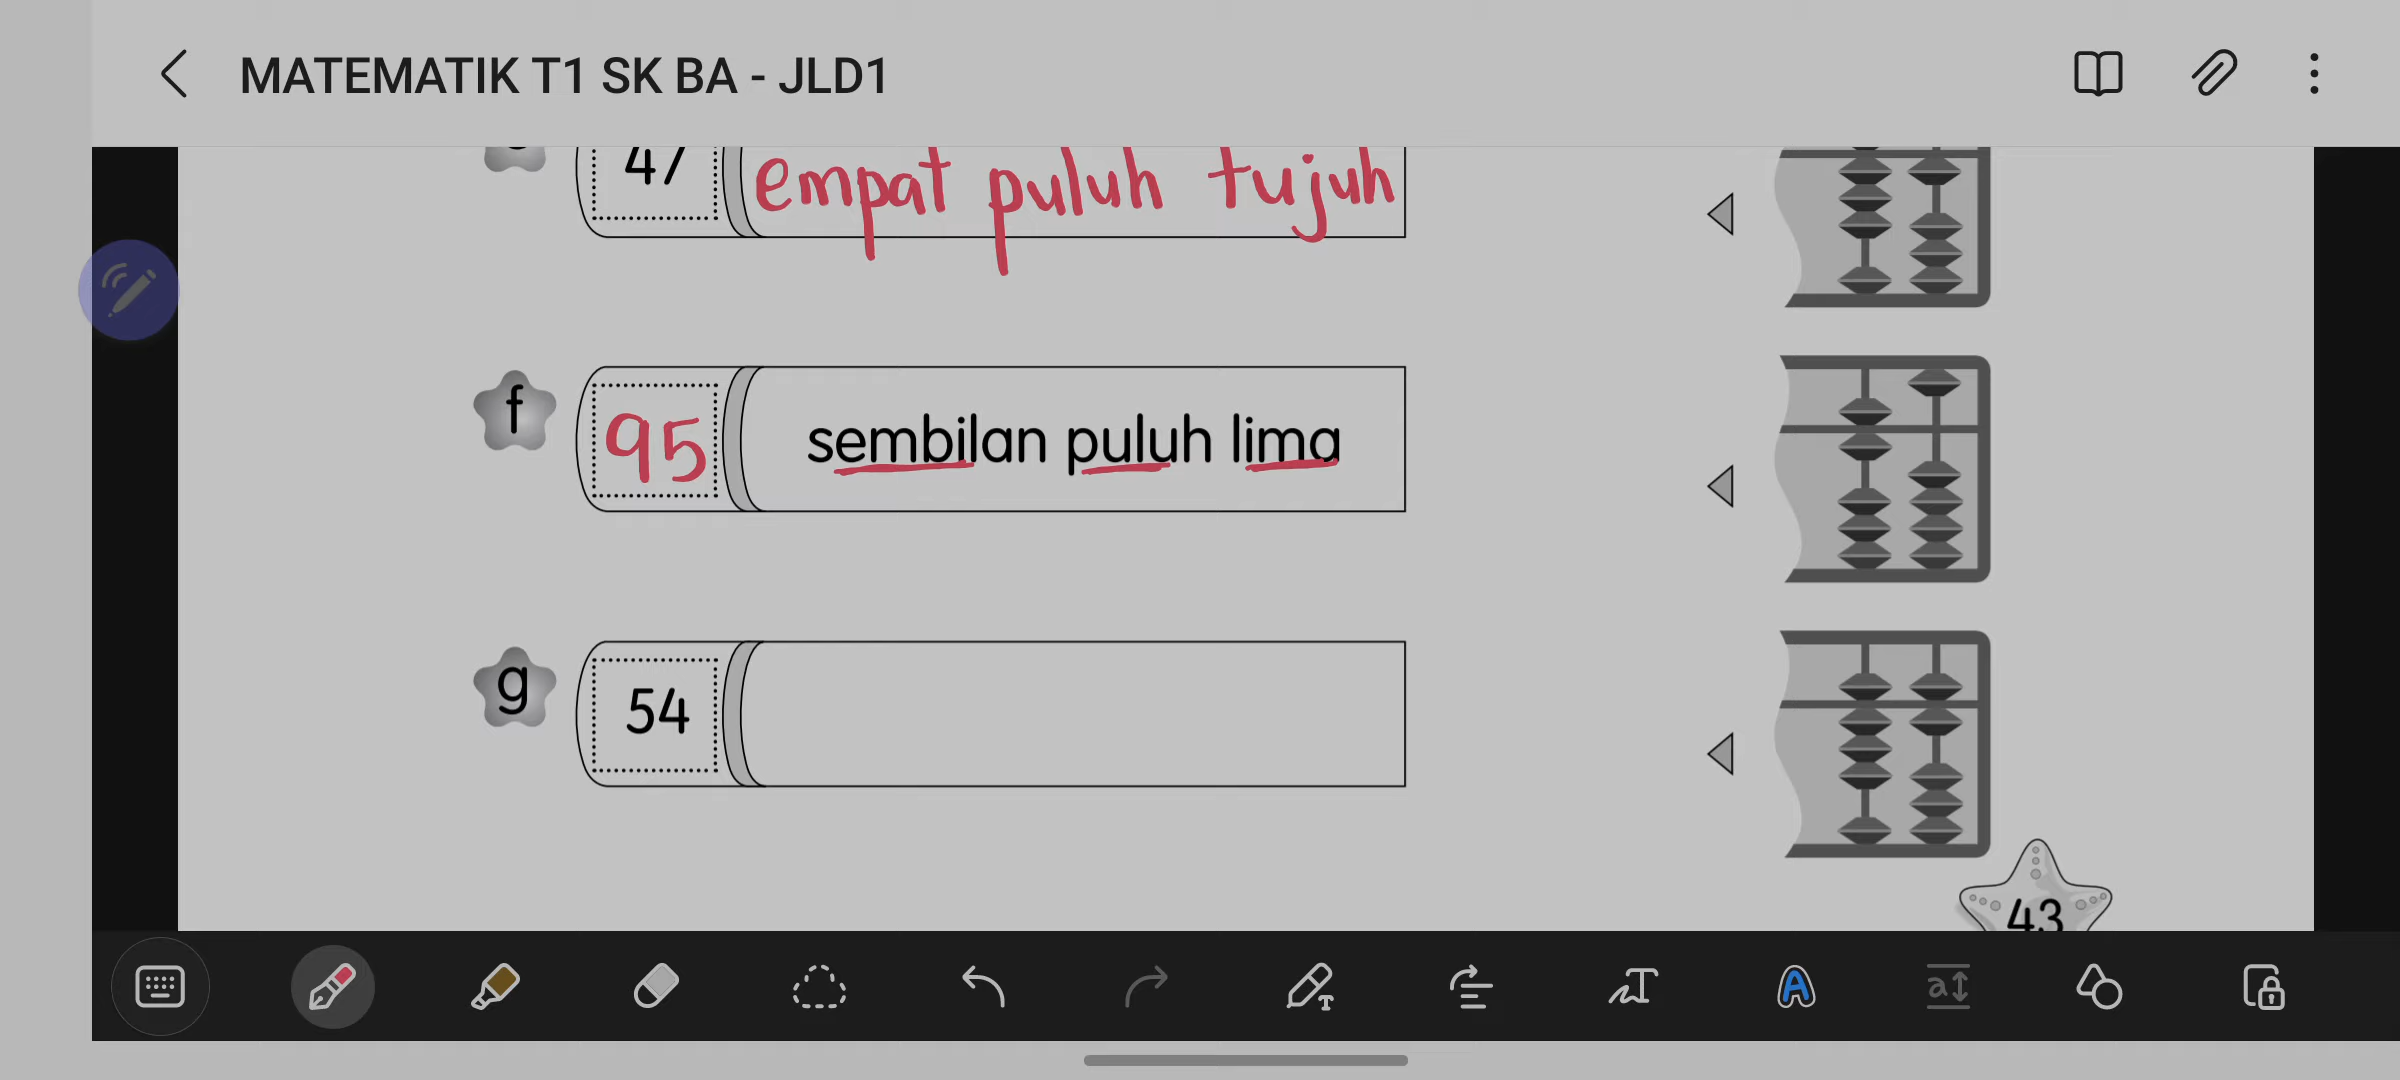 MATEMATIK T1 SK BA - JLD1
47 empat puluh tujuh
f 95 sembilan puluh lima
g 54
43